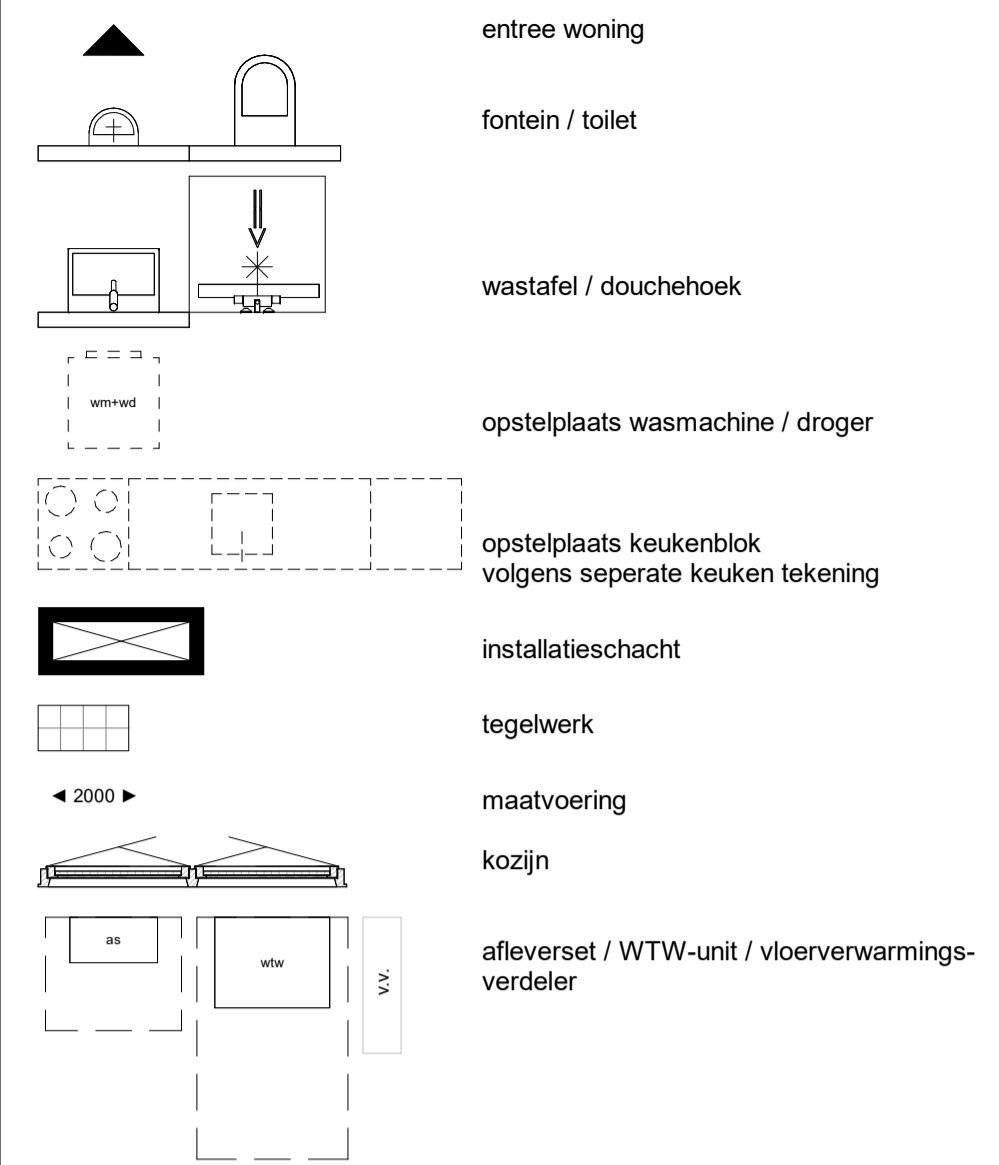 entree woning
fontein / toilet
wastafel / douchehoek
wm+wd
opstelplaats wasmachine / droger
opstelplaats keukenblok
volgens seperate keuken tekening
installatieschacht
tegelwerk
◄ 2000 ►
maatvoering
kozijn
as
wtw
v.v.
afleverset / WTW-unit / vloerverwarmings-
verdeler